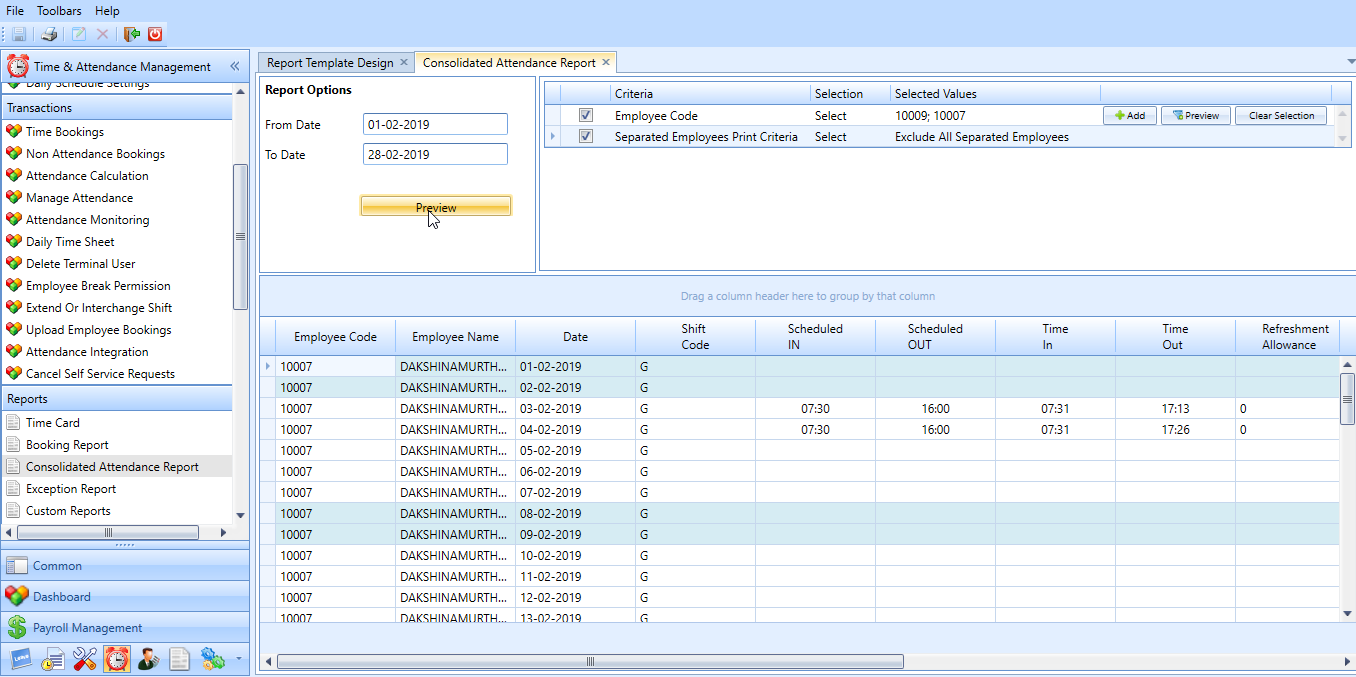 File Toolbars Help
Time & Attendance Management
Daily Schedule Settings
Transactions
Time Bookings
Non Attendance Bookings
Attendance Calculation
Manage Attendance
Attendance Monitoring
Daily Time Sheet
Delete Terminal User
Employee Break Permission
Extend Or Interchange Shift
Upload Employee Bookings
Attendance Integration
Cancel Self Service Requests
Reports
Time Card
Booking Report
Consolidated Attendance Report
Exception Report
Custom Reports
Common
Dashboard
Payroll Management
Report Template Design Consolidated Attendance Report
Report Options
From Date 01-02-2019
To Date 28-02-2019
Preview
Criteria Selection Selected Values
Employee Code Select 10009; 10007 Add Preview Clear Selection
Separated Employees Print Criteria Select Exclude All Separated Employees
Drag a column header here to group by that column
Employee Code Employee Name Date Shift Code Scheduled IN Scheduled OUT Time In Time Out Refreshment Allowance
10007 DAKSHINAMURTH... 01-02-2019 G
10007 DAKSHINAMURTH... 02-02-2019 G
10007 DAKSHINAMURTH... 03-02-2019 G 07:30 16:00 07:31 17:13 0
10007 DAKSHINAMURTH... 04-02-2019 G 07:30 16:00 07:31 17:26 0
10007 DAKSHINAMURTH... 05-02-2019 G
10007 DAKSHINAMURTH... 06-02-2019 G
10007 DAKSHINAMURTH... 07-02-2019 G
10007 DAKSHINAMURTH... 08-02-2019 G
10007 DAKSHINAMURTH... 09-02-2019 G
10007 DAKSHINAMURTH... 10-02-2019 G
10007 DAKSHINAMURTH... 11-02-2019 G
10007 DAKSHINAMURTH... 12-02-2019 G
10007 DAKSHINAMURTH... 13-02-2019 G